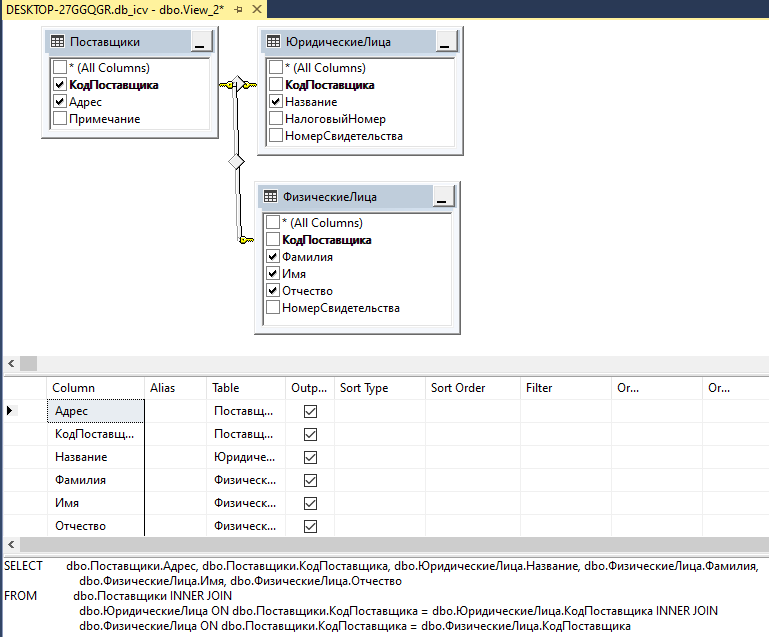 DESKTOP-27GGQGR.db_icv - dbo.View_2*
Поставщики
* (All Columns)
КодПоставщика
Адрес
Примечание
ЮридическиеЛица
* (All Columns)
КодПоставщика
Название
НалоговыйНомер
НомерСвидетельства
ФизическиеЛица
* (All Columns)
КодПоставщика
Фамилия
Имя
Отчество
НомерСвидетельства
Column Alias Table Outp... Sort Type Sort Order Filter Or... Or...
Адрес Поставщ...
КодПоставщ... Поставщ...
Название Юридиче...
Фамилия Физическ...
Имя Физическ...
Отчество Физическ...
SELECT dbo.Поставщики.Адрес, dbo.Поставщики.КодПоставщика, dbo.ЮридическиеЛица.Название, dbo.ФизическиеЛица.Фамилия,
dbo.ФизическиеЛица.Имя, dbo.ФизическиеЛица.Отчество
FROM dbo.Поставщики INNER JOIN
dbo.ЮридическиеЛица ON dbo.Поставщики.КодПоставщика = dbo.ЮридическиеЛица.КодПоставщика INNER JOIN
dbo.ФизическиеЛица ON dbo.Поставщики.КодПоставщика = dbo.ФизическиеЛица.КодПоставщика